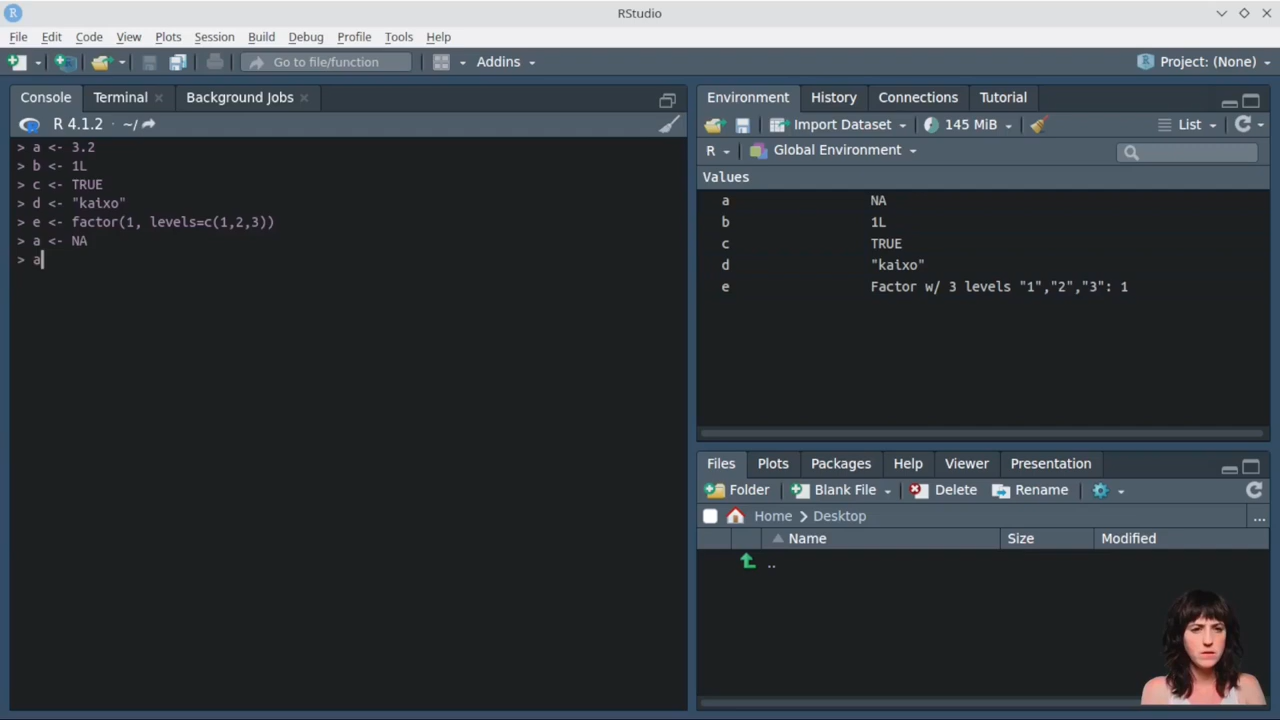 RStudio
File Edit Code View Plots Session Build Debug Profile Tools Help
Go to file/function Addins Project: (None)
Console Terminal Background Jobs
R 4.1.2 · ~/
> a <- 3.2
> b <- 1L
> c <- TRUE
> d <- "kaixo"
> e <- factor(1, levels=c(1,2,3))
> a <- NA
> a
Environment History Connections Tutorial
Import Dataset 145 MiB List
R Global Environment
Values
a NA
b 1L
c TRUE
d "kaixo"
e Factor w/ 3 levels "1","2","3": 1
Files Plots Packages Help Viewer Presentation
Folder Blank File Delete Rename
Home Desktop ...
Name Size Modified
..